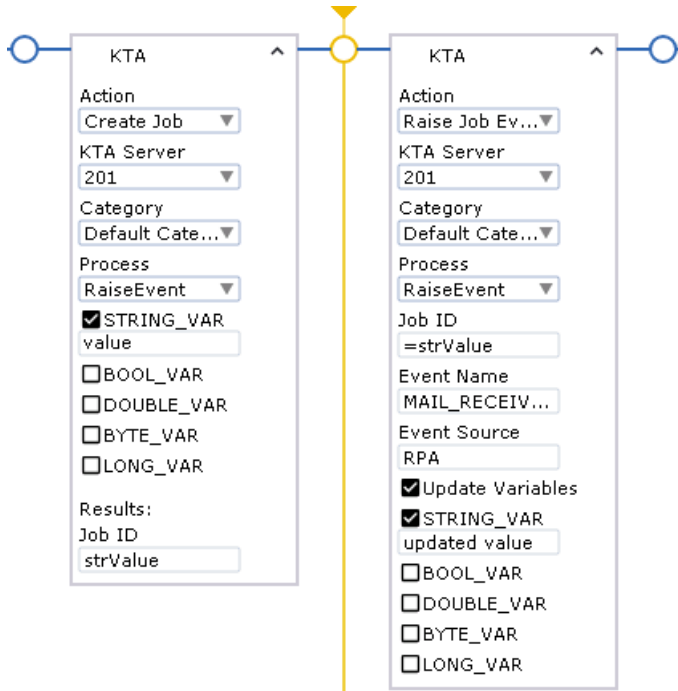 KTA
Action
Create Job
KTA Server
201
Category
Default Cate...
Process
RaiseEvent
STRING_VAR
value
BOOL_VAR
DOUBLE_VAR
BYTE_VAR
LONG_VAR
Results:
Job ID
strValue
KTA
Action
Raise Job Ev...
KTA Server
201
Category
Default Cate...
Process
RaiseEvent
Job ID
=strValue
Event Name
MAIL_RECEIV...
Event Source
RPA
Update Variables
STRING_VAR
updated value
BOOL_VAR
DOUBLE_VAR
BYTE_VAR
LONG_VAR